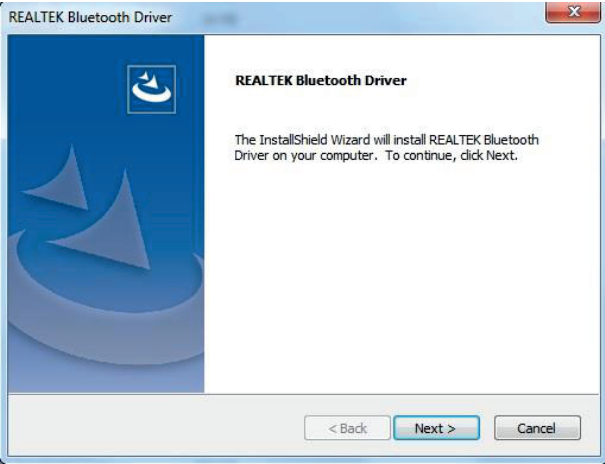 REALTEK Bluetooth Driver
REALTEK Bluetooth Driver
The InstallShield Wizard will install REALTEK Bluetooth
Driver on your computer. To continue, click Next.
< Back Next > Cancel